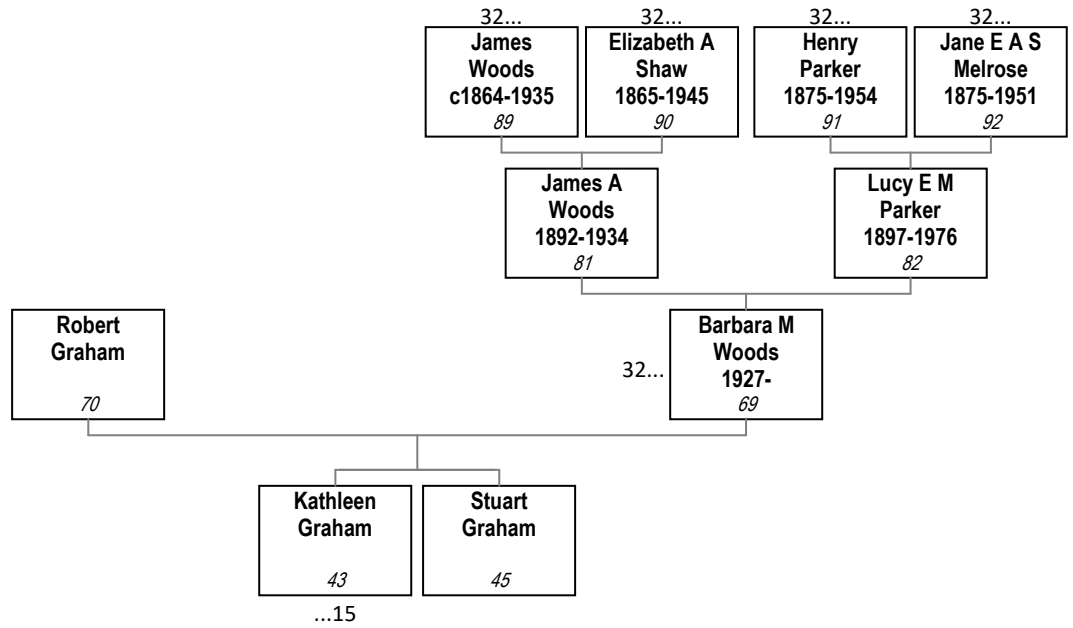 32...
32...
32...
32...
James
Woods
c1864-1935
89
Elizabeth A
Shaw
1865-1945
90
Henry
Parker
1875-1954
91
Jane E A S
Melrose
1875-1951
92
James A
Woods
1892-1934
81
Lucy E M
Parker
1897-1976
82
Robert
Graham
70
32...
Barbara M
Woods
1927-
69
Kathleen
Graham
43
Stuart
Graham
45
...15